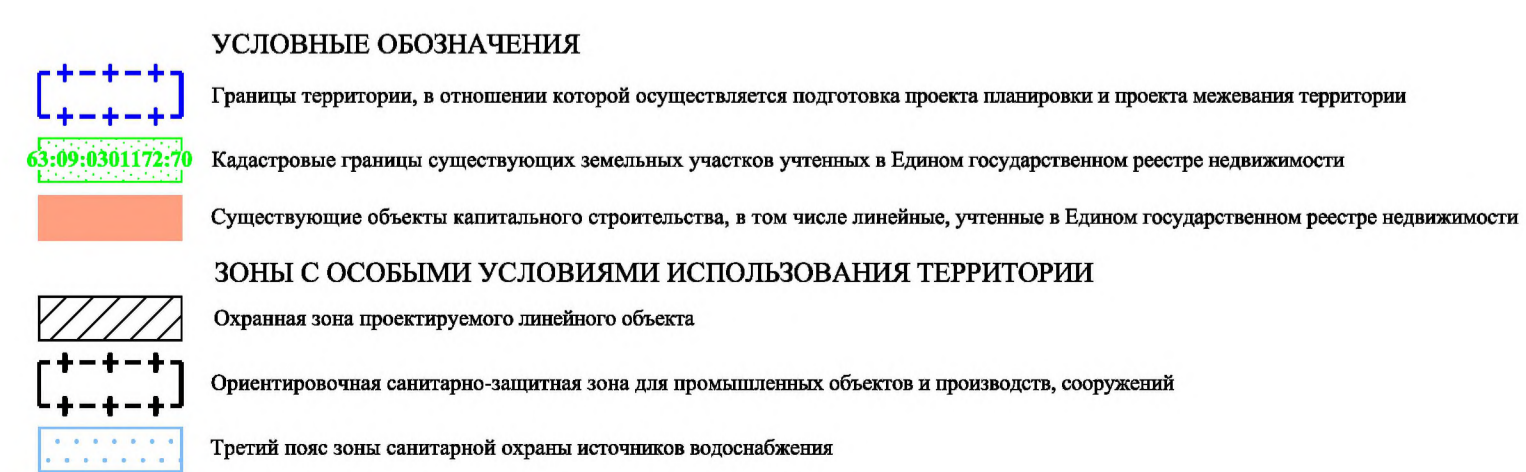 УСЛОВНЫЕ ОБОЗНАЧЕНИЯ
Границы территории, в отношении которой осуществляется подготовка проекта планировки и проекта межевания территории
63:09:0301172:70 Кадастровые границы существующих земельных участков учтенных в Едином государственном реестре недвижимости
Существующие объекты капитального строительства, в том числе линейные, учтенные в Едином государственном реестре недвижимости
ЗОНЫ С ОСОБЫМИ УСЛОВИЯМИ ИСПОЛЬЗОВАНИЯ ТЕРРИТОРИИ
Охранная зона проектируемого линейного объекта
Ориентировочная санитарно-защитная зона для промышленных объектов и производств, сооружений
Третий пояс зоны санитарной охраны источников водоснабжения